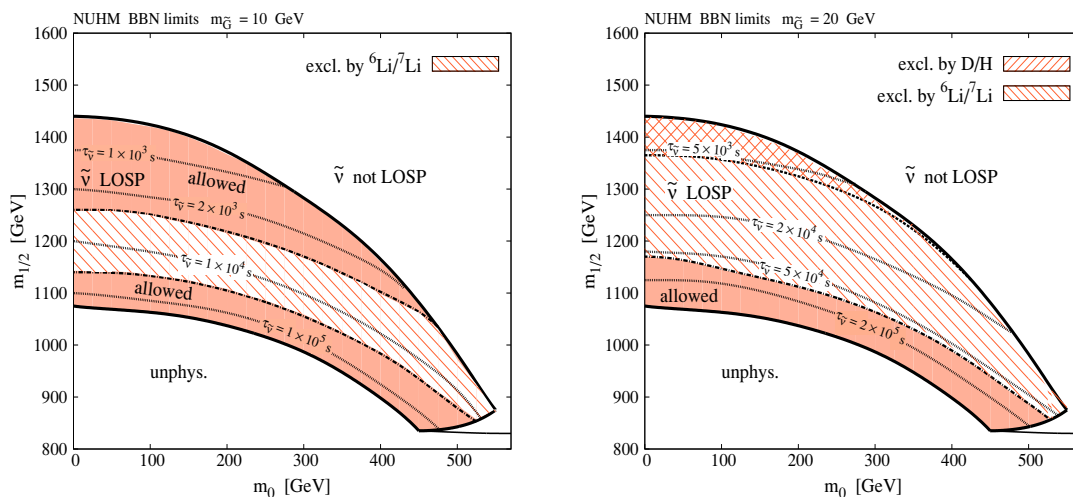 NUHM BBN limits m_G̃ = 10 GeV
excl. by ⁶Li/⁷Li
m₁/₂ [GeV]
1600
1500
1400
1300
1200
1100
1000
900
800
τ_ν̃ = 1 × 10³ s
ν̃ LOSP
allowed
ν̃ not LOSP
τ_ν̃ = 2 × 10³ s
τ_ν̃ = 1 × 10⁴ s
allowed
τ_ν̃ = 1 × 10⁵ s
unphys.
0 100 200 300 400 500
m₀ [GeV]
NUHM BBN limits m_G̃ = 20 GeV
excl. by D/H
excl. by ⁶Li/⁷Li
m₁/₂ [GeV]
1600
1500
1400
1300
1200
1100
1000
900
800
τ_ν̃ = 5 × 10³ s
ν̃ LOSP
ν̃ not LOSP
τ_ν̃ = 2 × 10⁴ s
τ_ν̃ = 5 × 10⁴ s
allowed
τ_ν̃ = 2 × 10⁵ s
unphys.
0 100 200 300 400 500
m₀ [GeV]